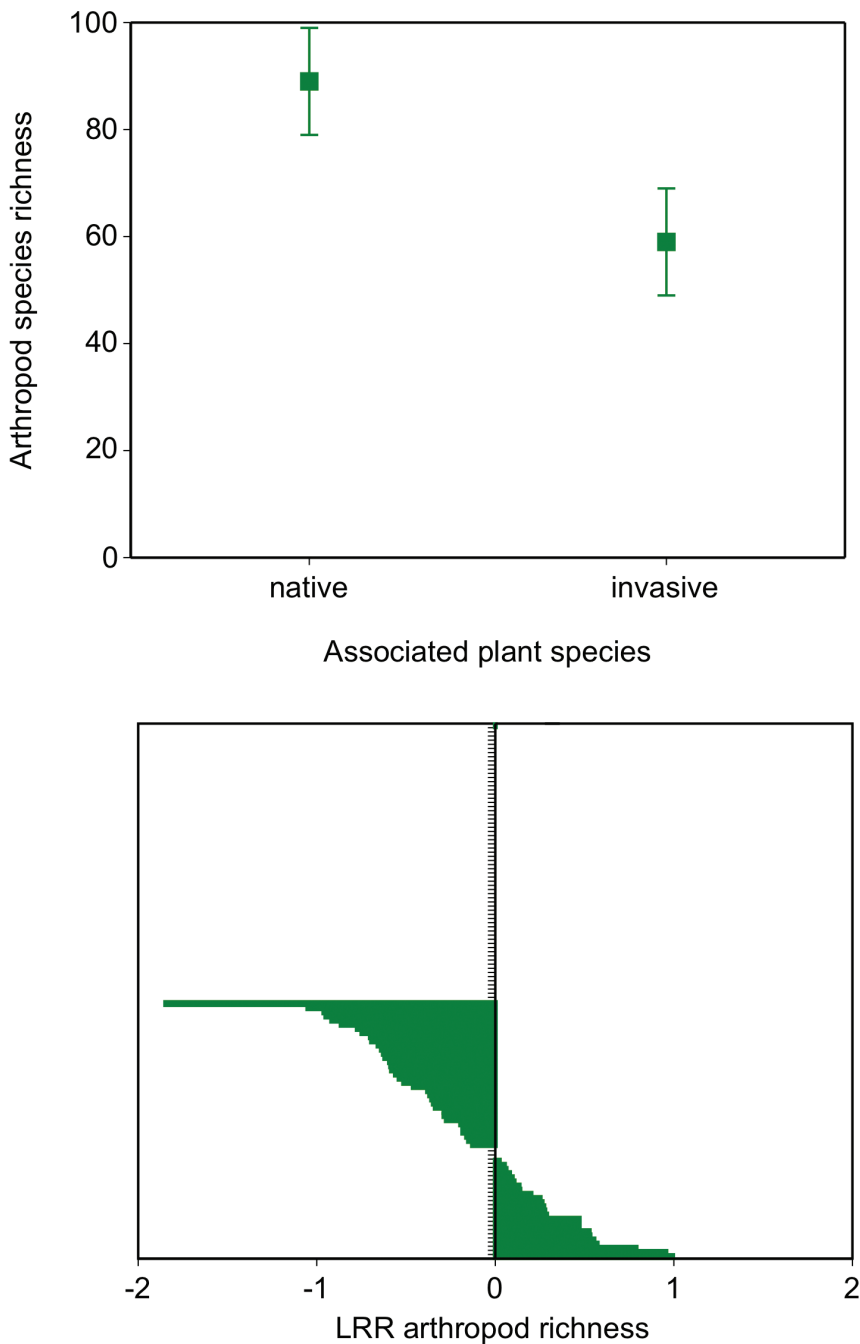 100
80
60
40
20
0
Arthropod species richness
native invasive
Associated plant species
-2 -1 0 1 2
LRR arthropod richness